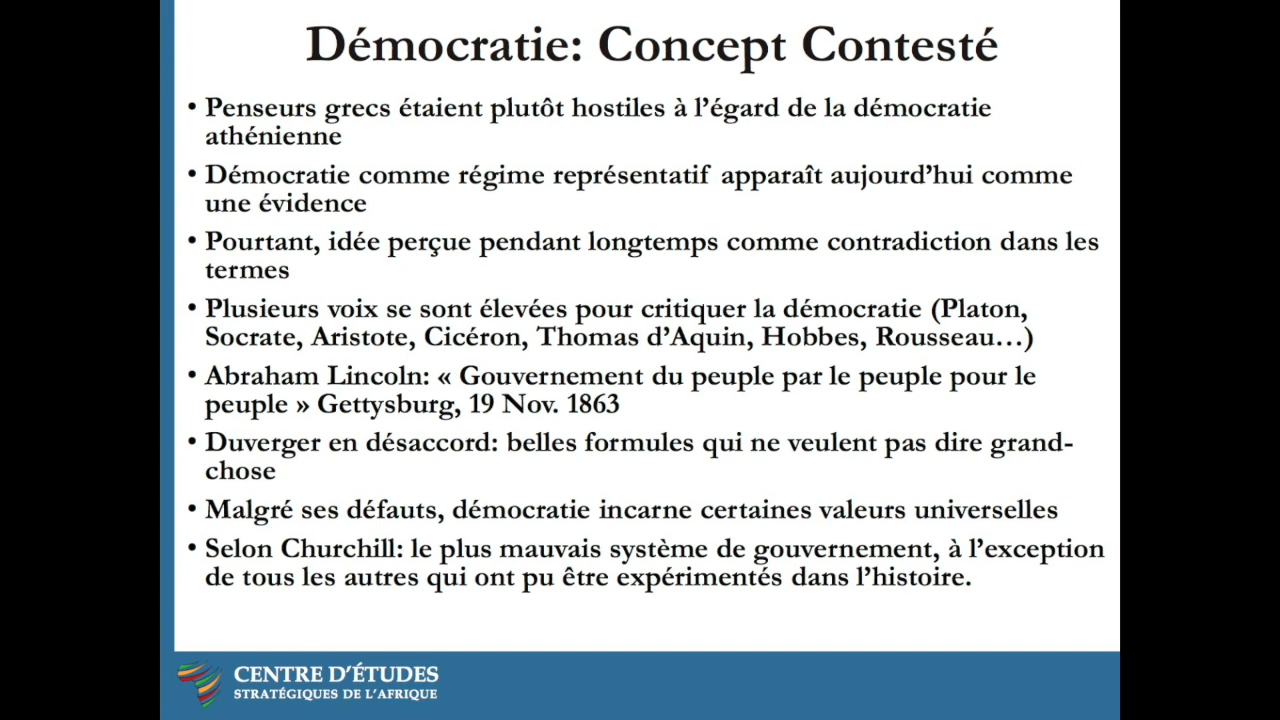 Démocratie: Concept Contesté
• Penseurs grecs étaient plutôt hostiles à l’égard de la démocratie
athénienne
• Démocratie comme régime représentatif apparaît aujourd’hui comme
une évidence
• Pourtant, idée perçue pendant longtemps comme contradiction dans les
termes
• Plusieurs voix se sont élevées pour critiquer la démocratie (Platon,
Socrate, Aristote, Cicéron, Thomas d’Aquin, Hobbes, Rousseau…)
• Abraham Lincoln: « Gouvernement du peuple par le peuple pour le
peuple » Gettysburg, 19 Nov. 1863
• Duverger en désaccord: belles formules qui ne veulent pas dire grand-
chose
• Malgré ses défauts, démocratie incarne certaines valeurs universelles
• Selon Churchill: le plus mauvais système de gouvernement, à l’exception
de tous les autres qui ont pu être expérimentés dans l’histoire.
CENTRE D’ÉTUDES
STRATÉGIQUES DE L’AFRIQUE